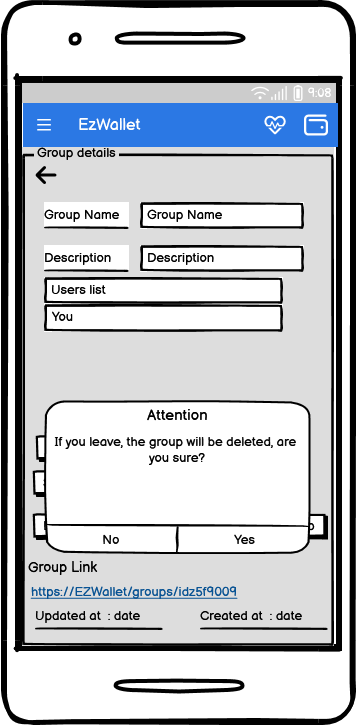 9:08
EzWallet
Group details
Group Name Group Name
Description Description
Users list
You
Attention
If you leave, the group will be deleted, are
you sure?
No Yes
Group Link
https://EZWallet/groups/idz5f9009
Updated at : date Created at : date